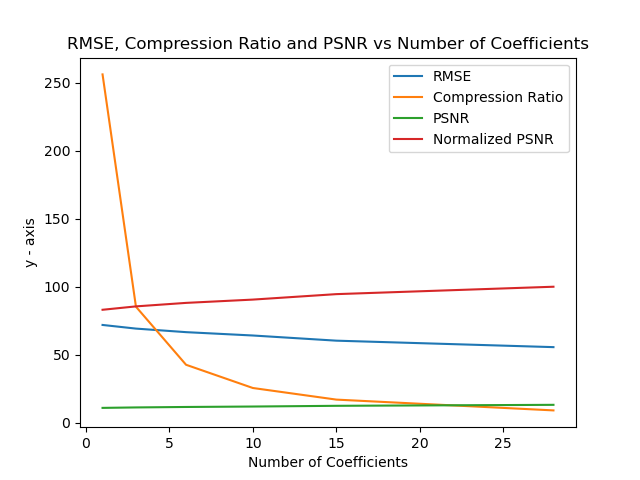 RMSE, Compression Ratio and PSNR vs Number of Coefficients
RMSE
Compression Ratio
PSNR
Normalized PSNR
y - axis
250
200
150
100
50
0
0 5 10 15 20 25
Number of Coefficients